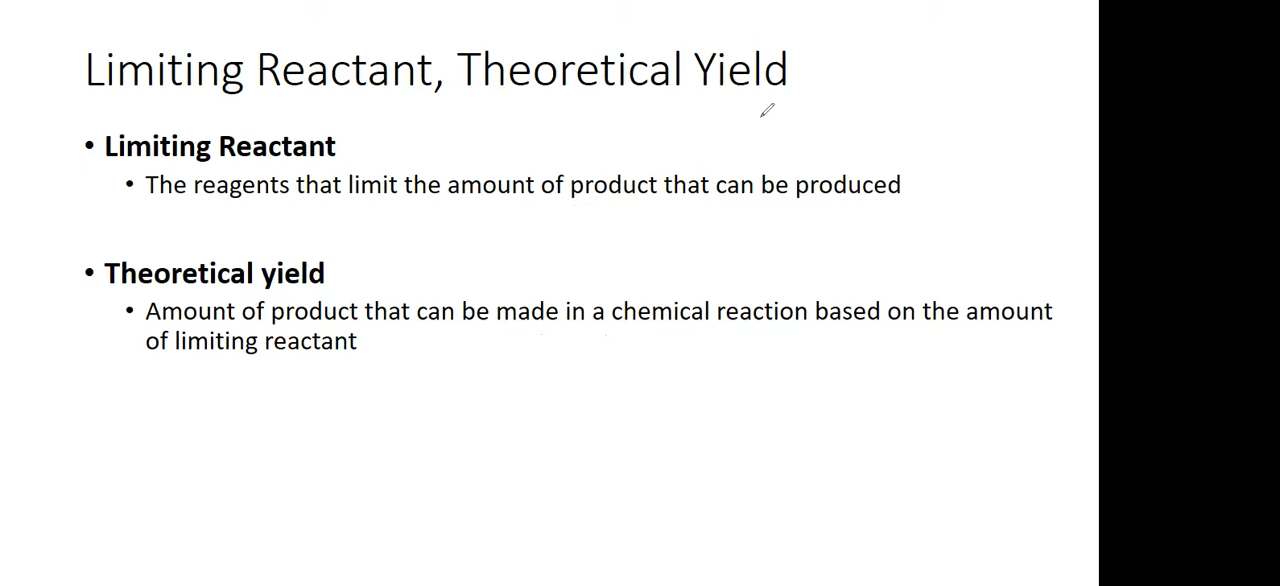 Limiting Reactant, Theoretical Yield
• Limiting Reactant
• The reagents that limit the amount of product that can be produced
• Theoretical yield
• Amount of product that can be made in a chemical reaction based on the amount
of limiting reactant